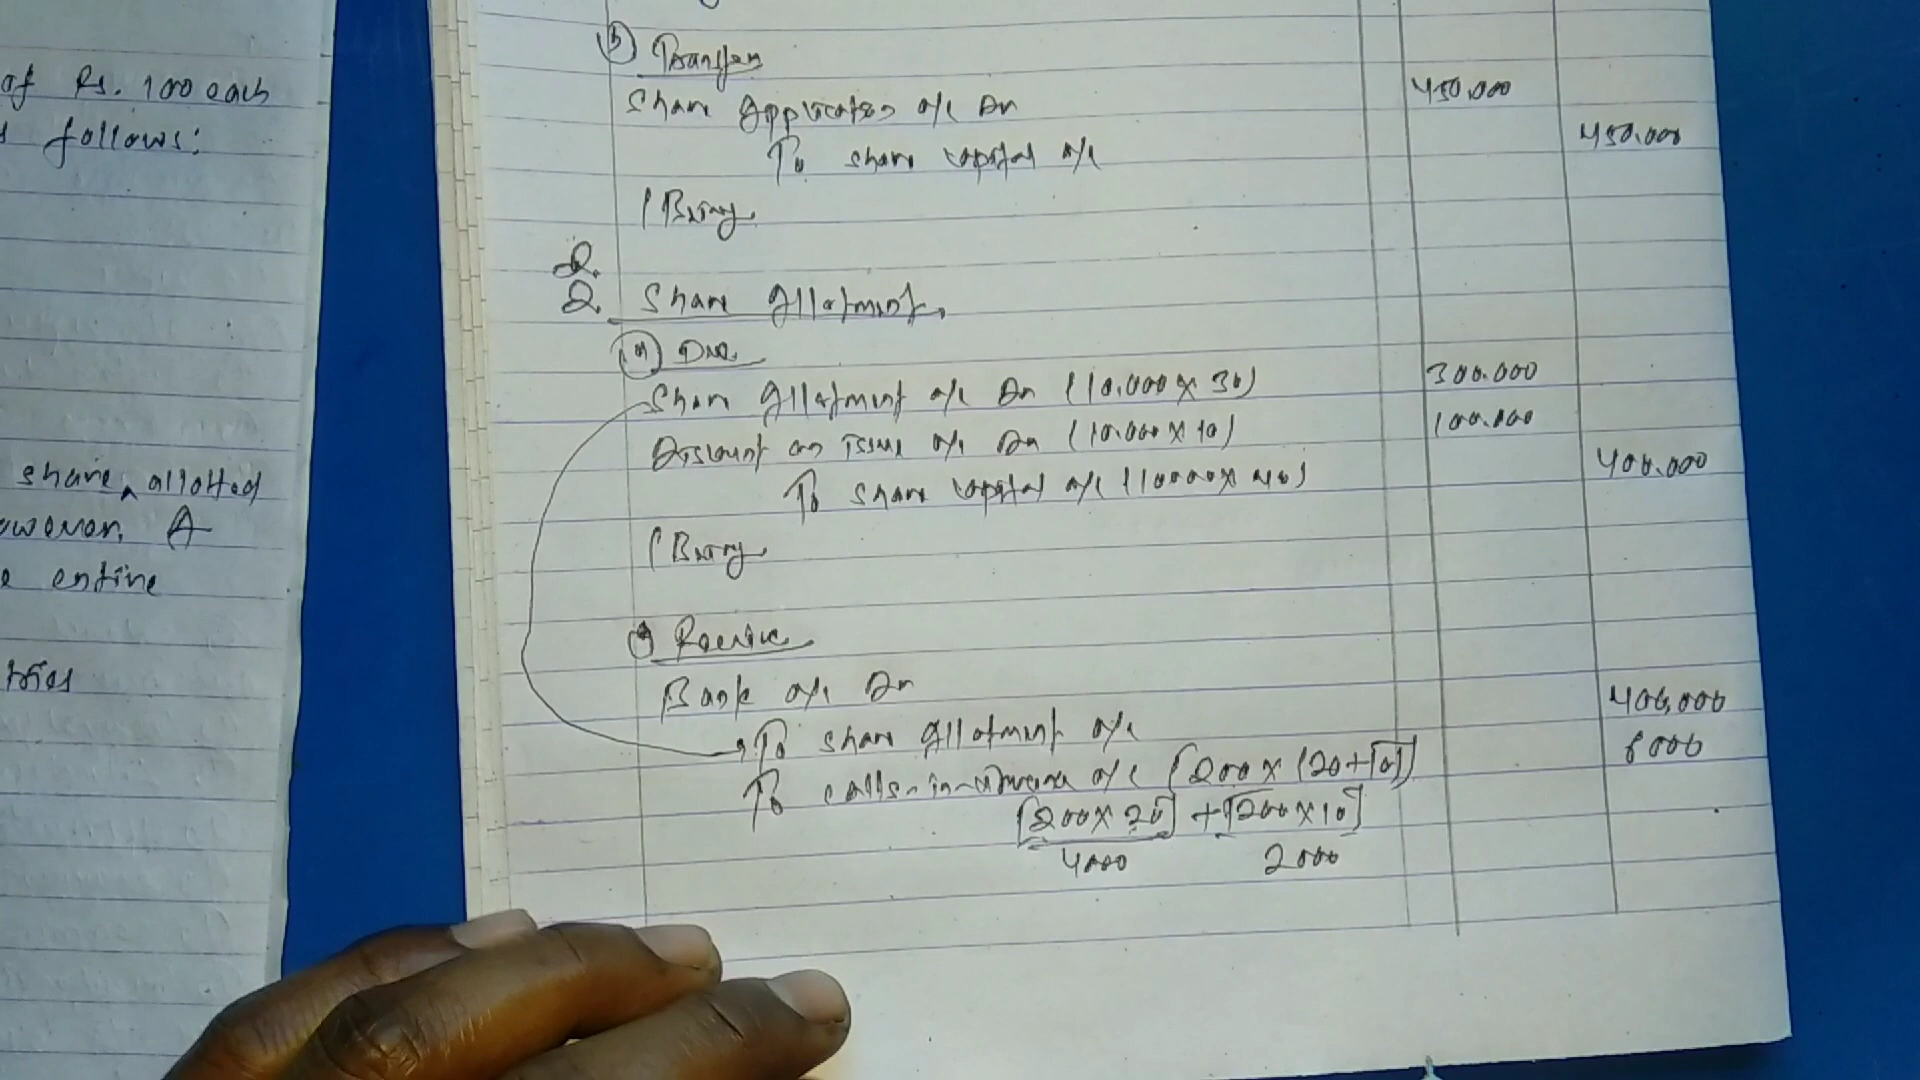 of Rs. 100 each
follows:
share allotted
A
entire
(b) Transfer
Share Application a/c Dr 450.000
To share capital a/c 450.000
(Being
2.
2. Share Allotment.
(a) Due
Share Allotment a/c Dr (10.000 x 30) 300.000
Discount on issue a/c Dr (10.000 x 10) 100.000
To share capital a/c (10000 x 40) 400.000
(Being
Receive
Bank a/c Dr
To share Allotment a/c 400,000
To calls-in-advance a/c [200 x (20+10)] 6000
[200 x 20] + [200 x 10]
4000 2000